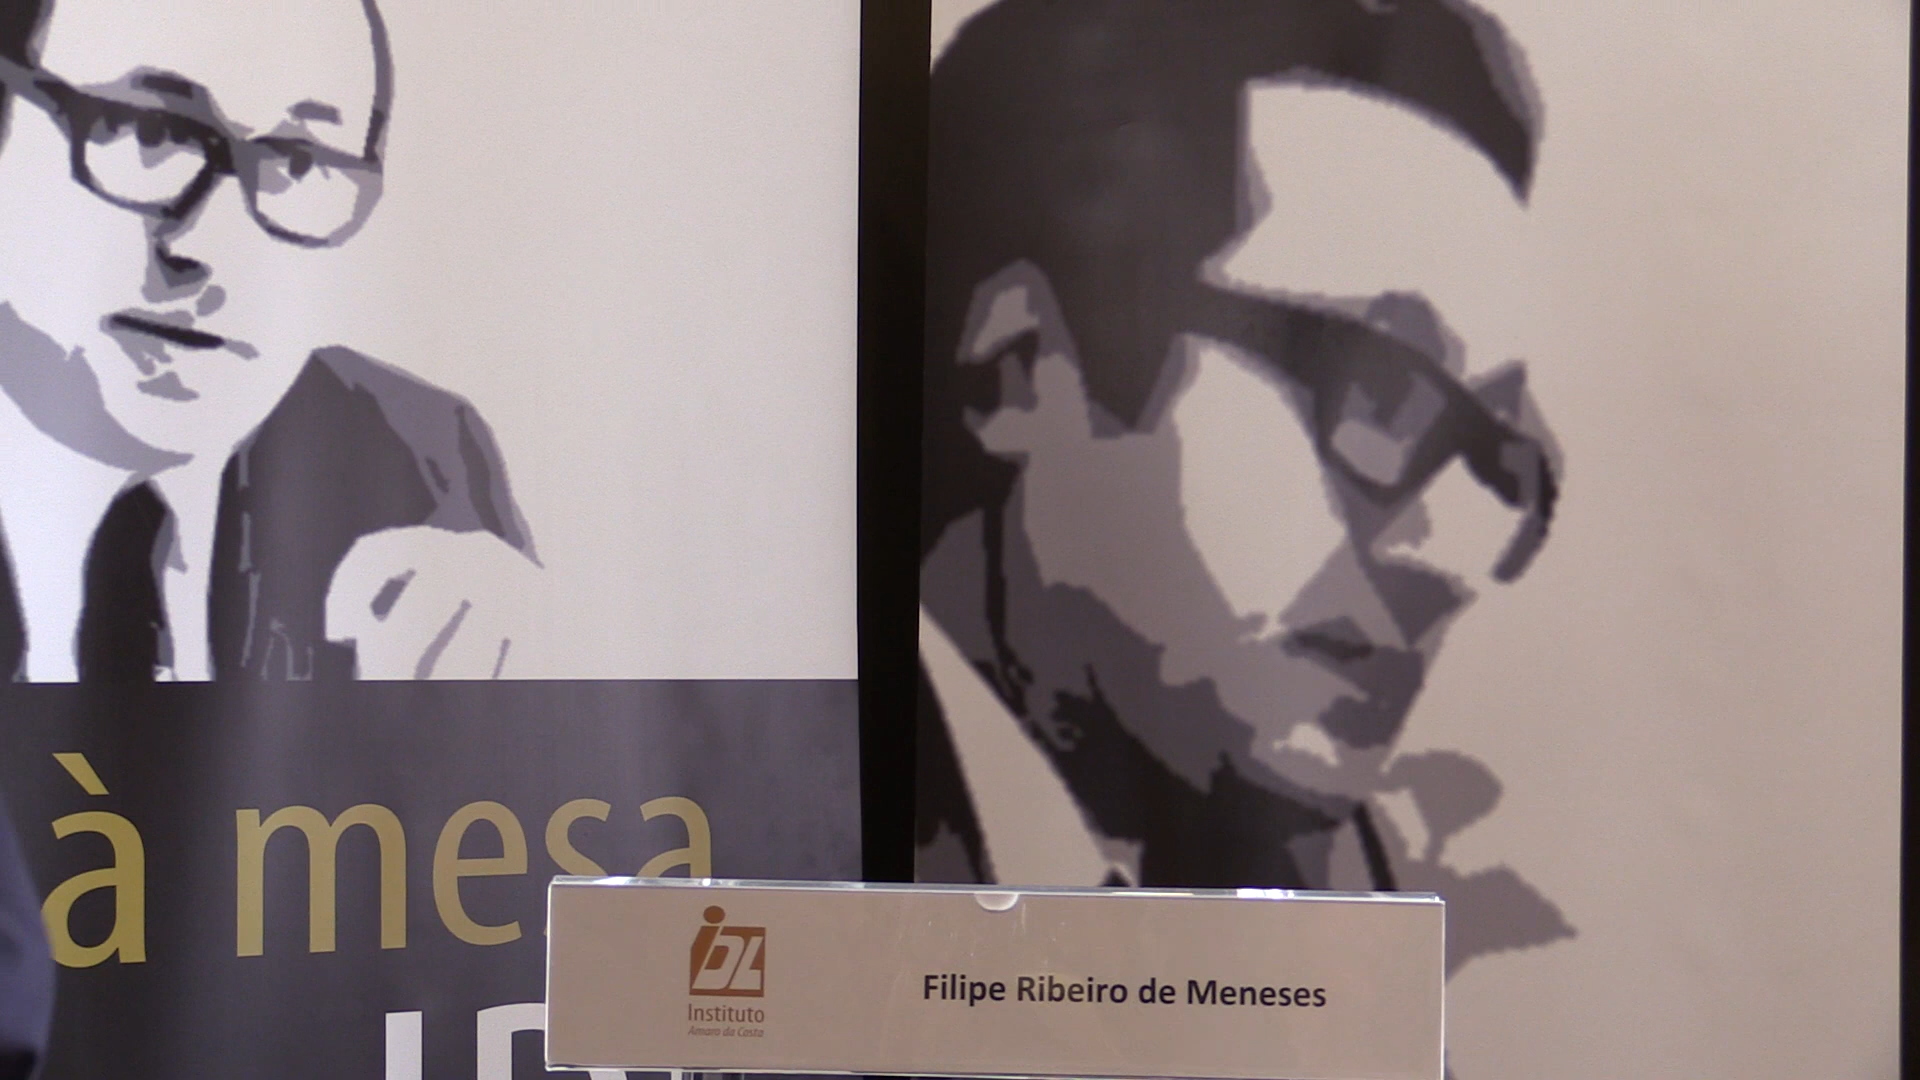 à mesa
IDL
Instituto
Amaro da Costa
Filipe Ribeiro de Meneses